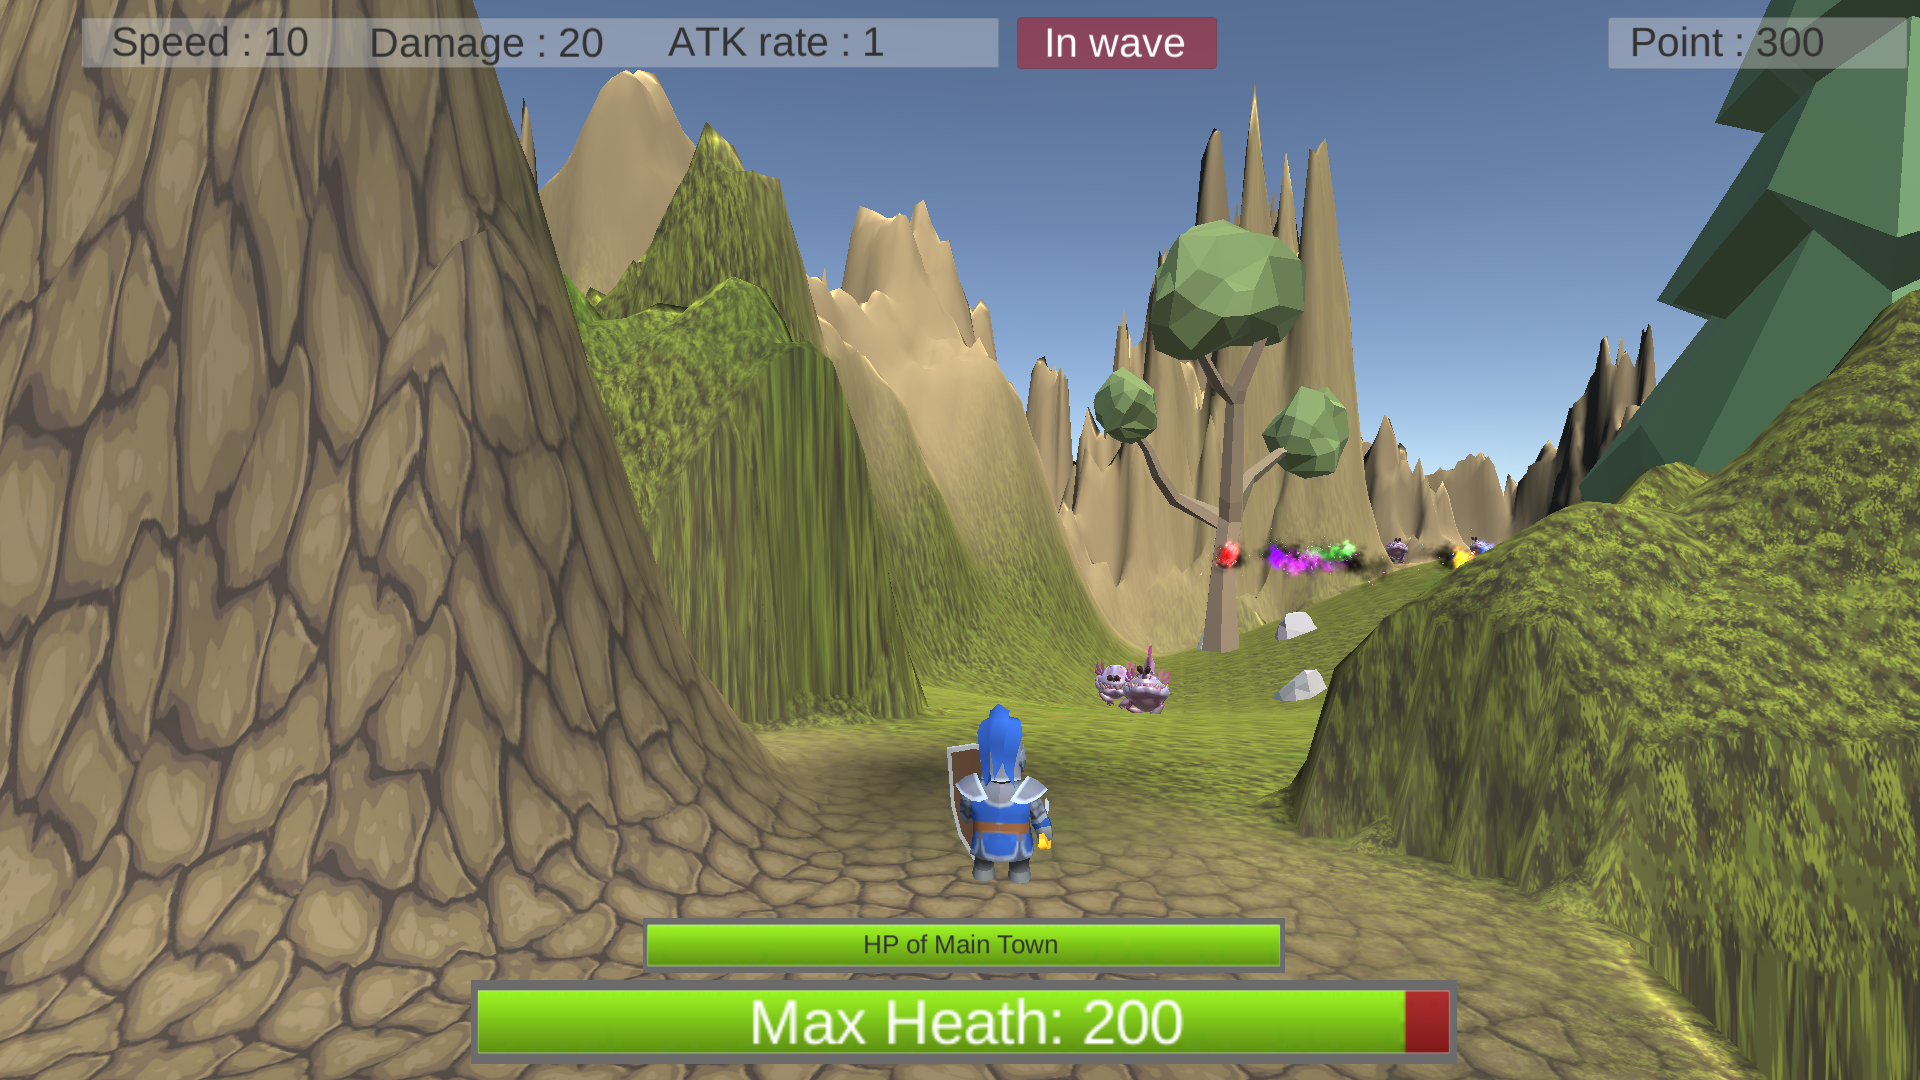 Speed : 10 Damage : 20 ATK rate : 1
In wave
Point : 300
HP of Main Town
Max Heath: 200